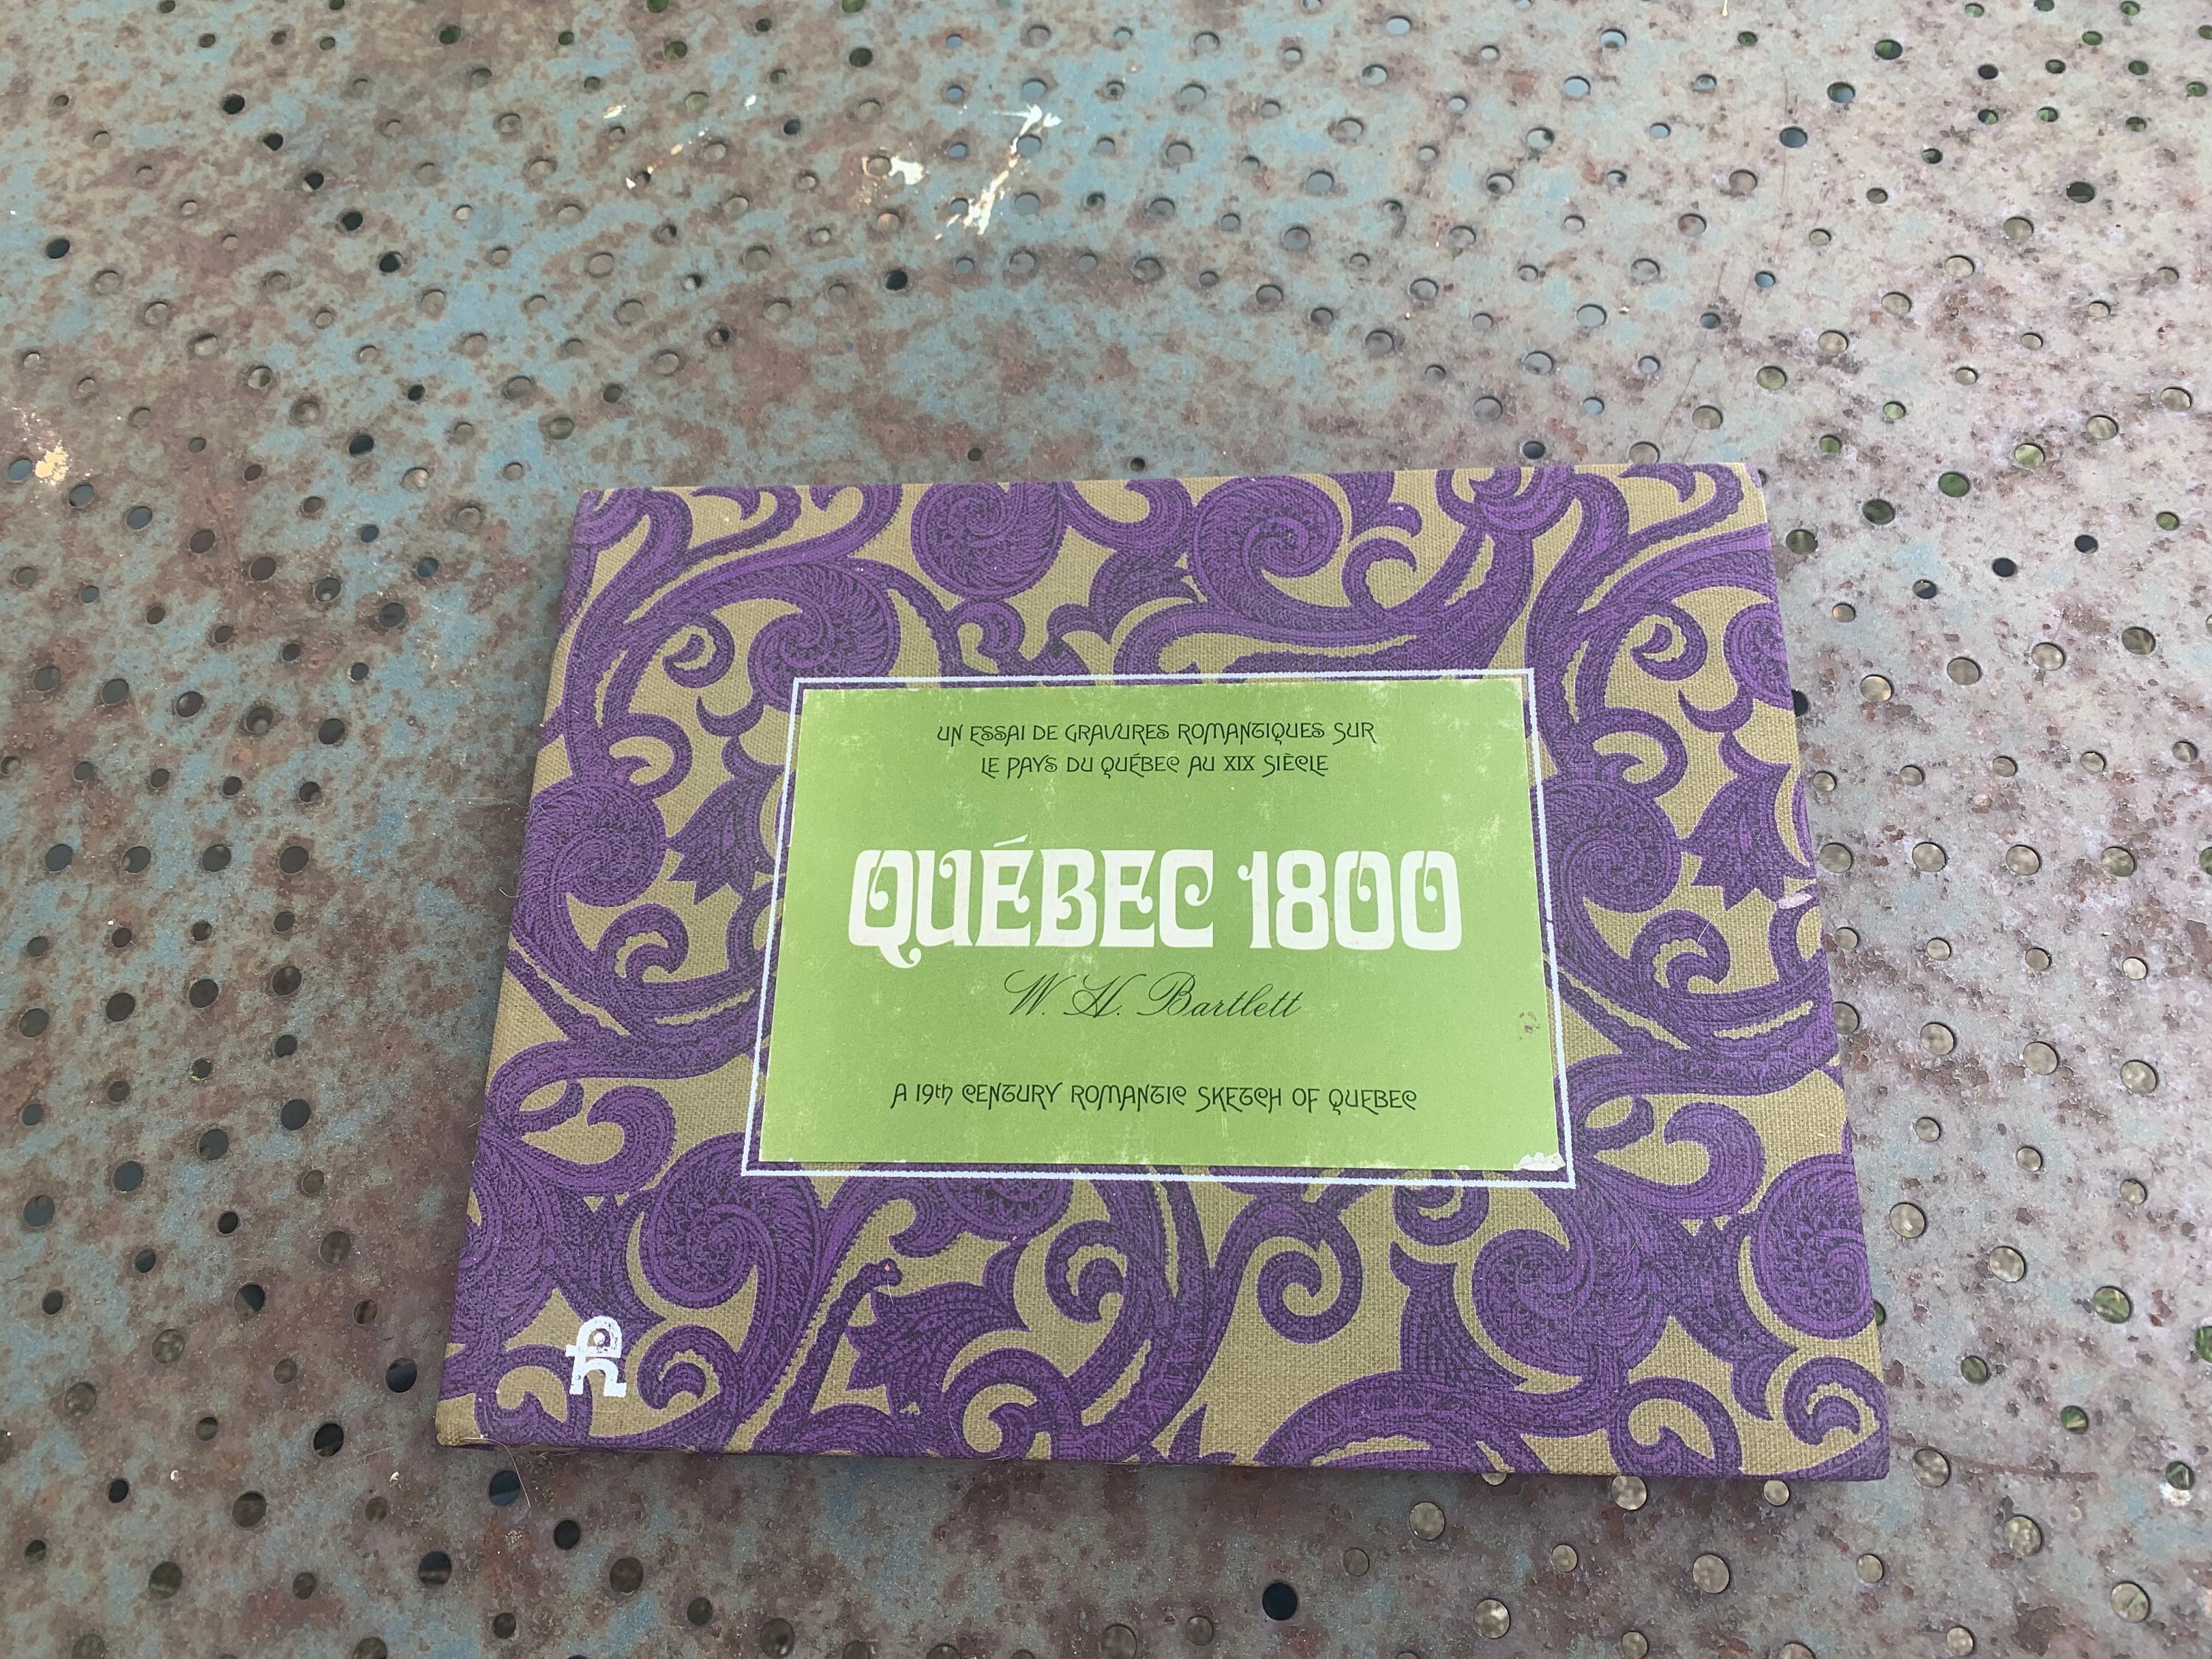 UN ESSAI DE GRAVURES ROMANTIQUES SUR
LE PAYS DU QUÉBEC AU XIX SIÈCLE
QUÉBEC 1800
W. H. Bartlett
A 19th CENTURY ROMANTIC SKETCH OF QUEBEC